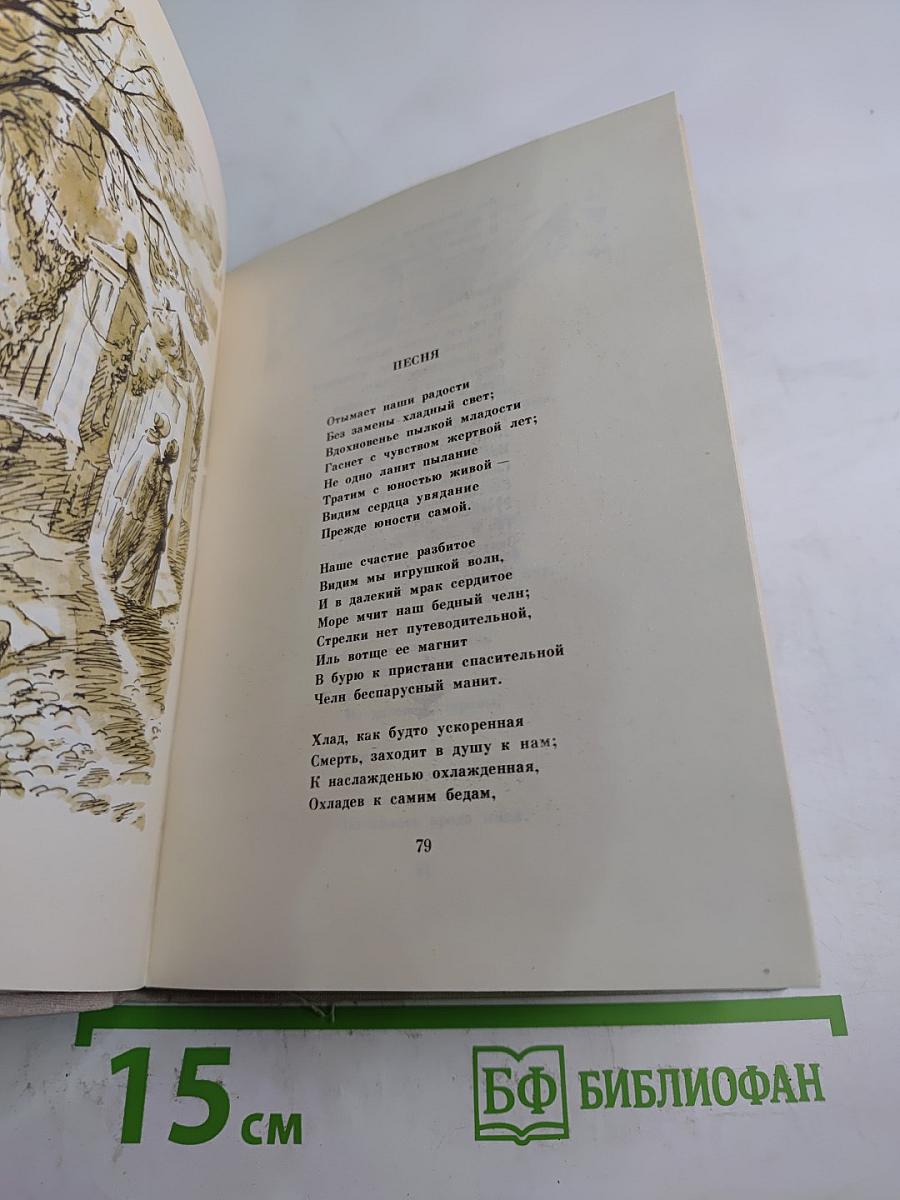 ПЕСНЯ
Отымает наши радости
Без замены хладный свет;
Вдохновенье пылкой младости
Гаснет с чувством жертвой лет;
Не одно ланит пылание
Тратим с юностью живой —
Видим сердца увядание
Прежде юности самой.
Наше счастие разбитое
Видим мы игрушкой волн,
И в далекий мрак сердитое
Море мчит наш бедный челн;
Стрелки нет путеводительной,
Иль вотще ее магнит
В бурю к пристани спасительной
Челн беспарусный манит.
Хлад, как будто ускоренная
Смерть, заходит в душу к нам;
К наслажденью охлажденная,
Охладев к самим бедам,
79
15 см
БФ БИБЛИОФАН